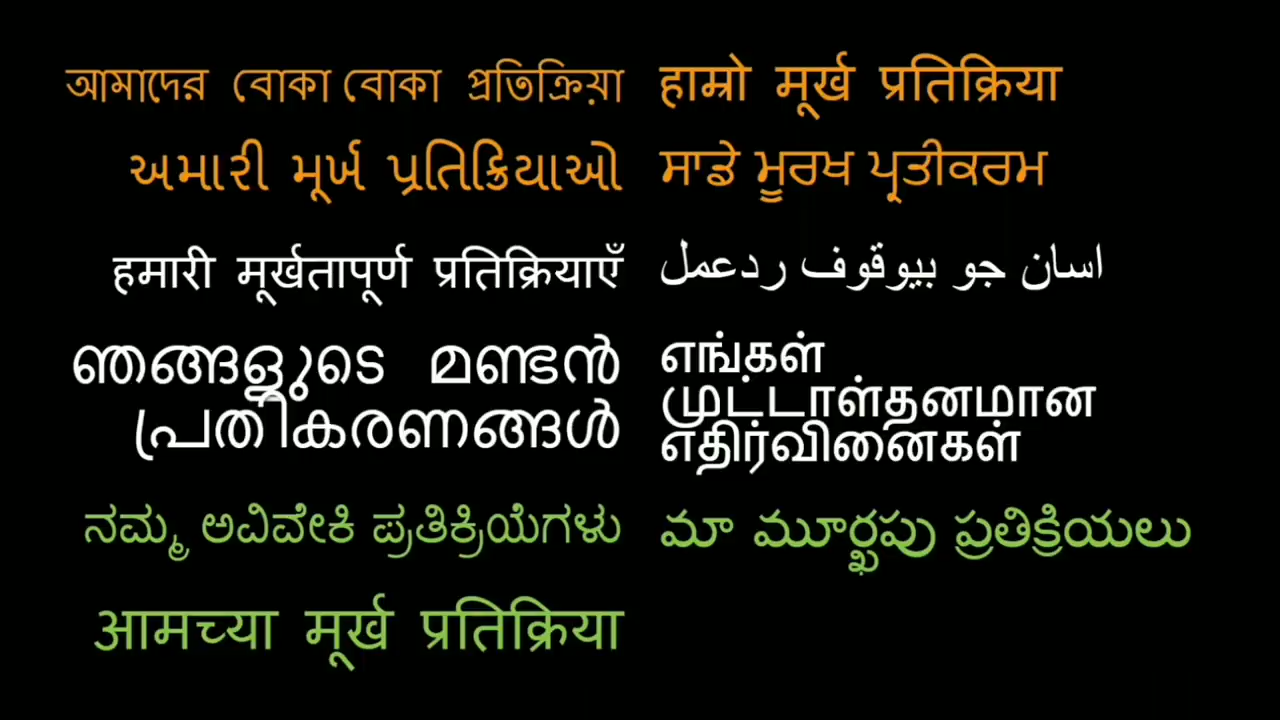 আমাদের বোকা বোকা প্রতিক্রিয়া
हाम्रो मूर्ख प्रतिक्रिया
અમારી મૂર્ખ પ્રતિક્રિયાઓ
ਸਾਡੇ ਮੂਰਖ ਪ੍ਰਤੀਕਰਮ
हमारी मूर्खतापूर्ण प्रतिक्रियाएँ
اسان جو بيوقوف ردعمل
ഞങ്ങളുടെ മണ്ടൻ
പ്രതികരണങ്ങൾ
எங்கள்
முட்டாள்தனமான
எதிர்வினைகள்
ನಮ್ಮ ಅವಿವೇಕಿ ಪ್ರತಿಕ್ರಿಯೆಗಳು
మా మూర్ఖపు ప్రతిక్రియలు
आमच्या मूर्ख प्रतिक्रिया